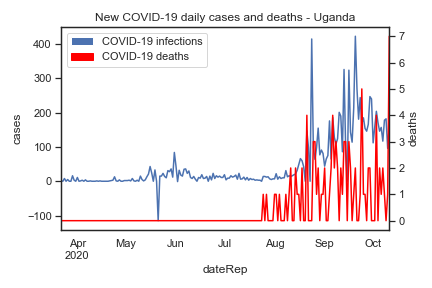 New COVID-19 daily cases and deaths - Uganda
COVID-19 infections
COVID-19 deaths
400
300
200
100
0
−100
cases
7
6
5
4
3
2
1
0
deaths
Apr
2020
May
Jun
Jul
Aug
Sep
Oct
dateRep